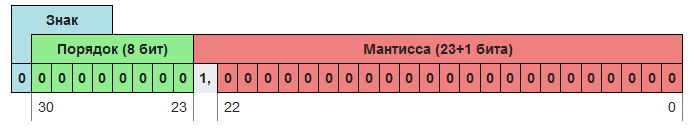 Знак
Порядок (8 бит) Мантисса (23+1 бита)
0 0 0 0 0 0 0 0 0 1, 0 0 0 0 0 0 0 0 0 0 0 0 0 0 0 0 0 0 0 0 0 0 0
30 23 22 0